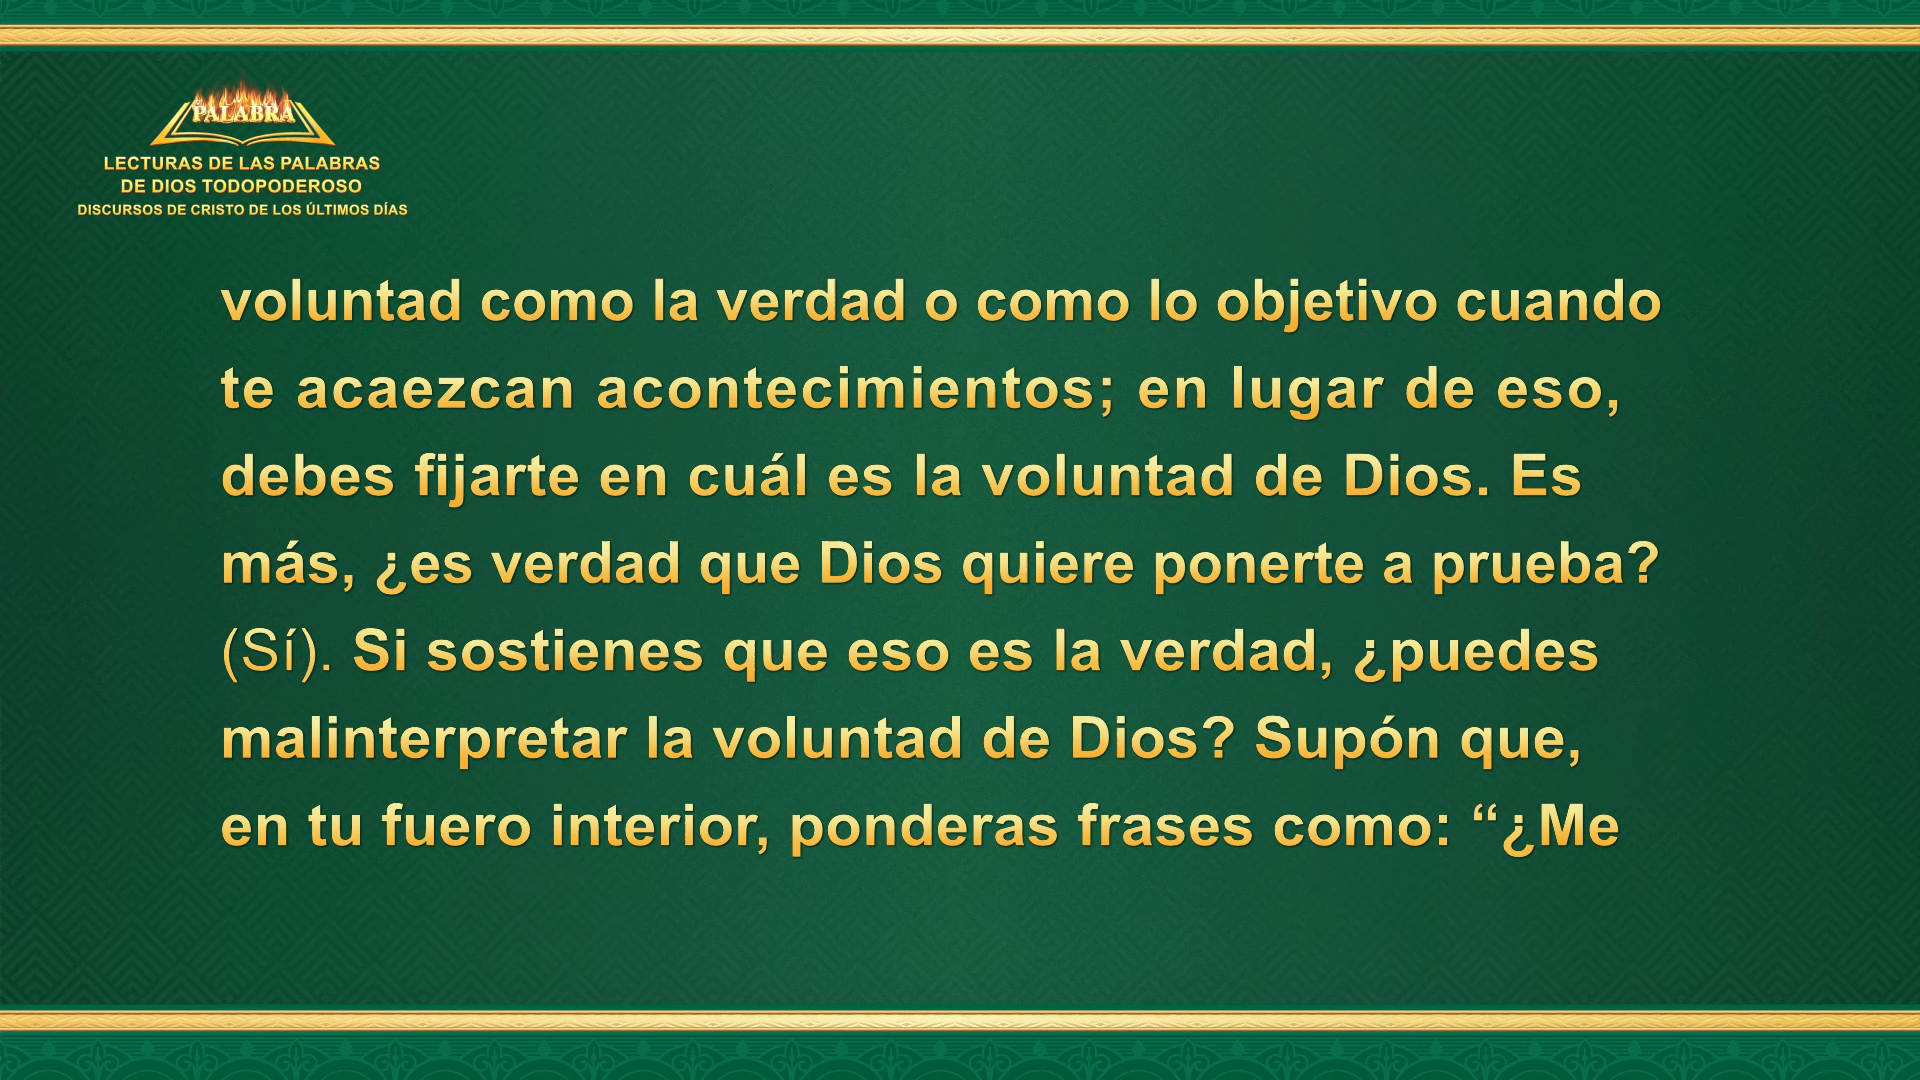 PALABRA
LECTURAS DE LAS PALABRAS
DE DIOS TODOPODEROSO
DISCURSOS DE CRISTO DE LOS ÚLTIMOS DÍAS
voluntad como la verdad o como lo objetivo cuando
te acaezcan acontecimientos; en lugar de eso,
debes fijarte en cuál es la voluntad de Dios. Es
más, ¿es verdad que Dios quiere ponerte a prueba?
(Sí). Si sostienes que eso es la verdad, ¿puedes
malinterpretar la voluntad de Dios? Supón que,
en tu fuero interior, ponderas frases como: “¿Me